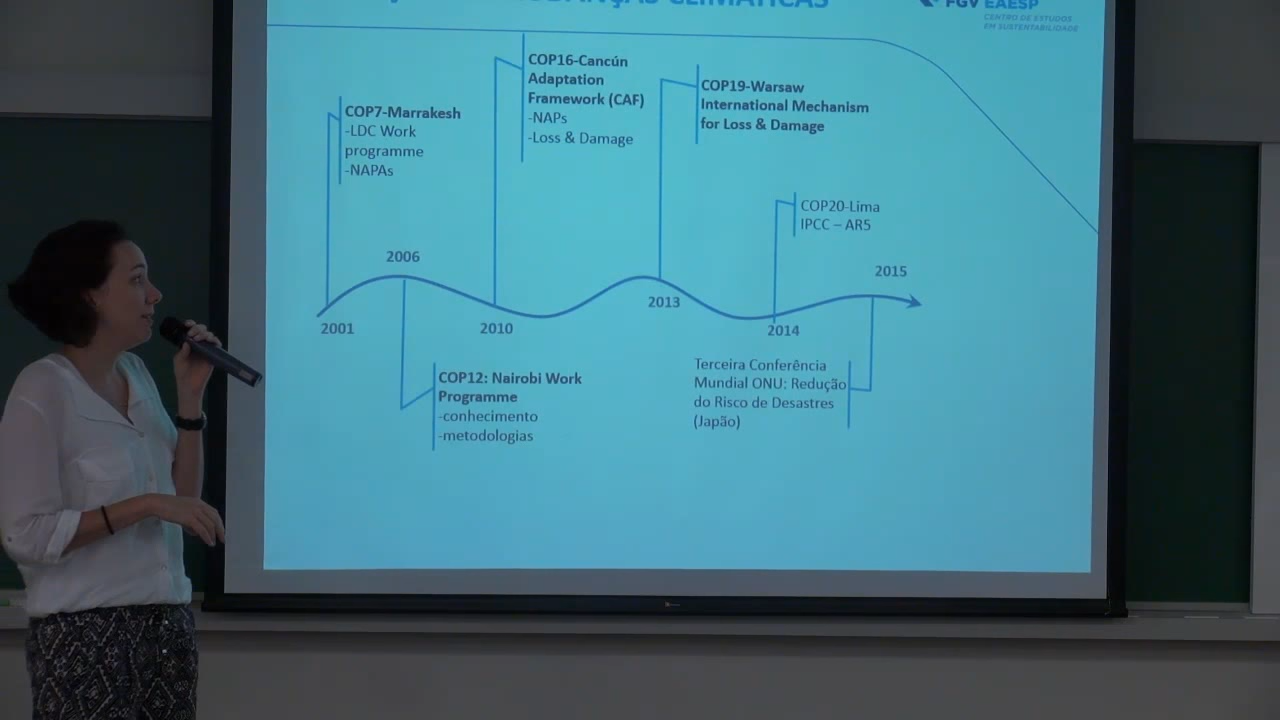 MUDANÇAS CLIMÁTICAS
FGV EAESP
CENTRO DE ESTUDOS
EM SUSTENTABILIDADE
COP7-Marrakesh
-LDC Work
programme
-NAPAs
COP16-Cancún
Adaptation
Framework (CAF)
-NAPs
-Loss & Damage
COP19-Warsaw
International Mechanism
for Loss & Damage
COP20-Lima
IPCC – AR5
2006
2015
2001
2010
2013
2014
COP12: Nairobi Work
Programme
-conhecimento
-metodologias
Terceira Conferência
Mundial ONU: Redução
do Risco de Desastres
(Japão)